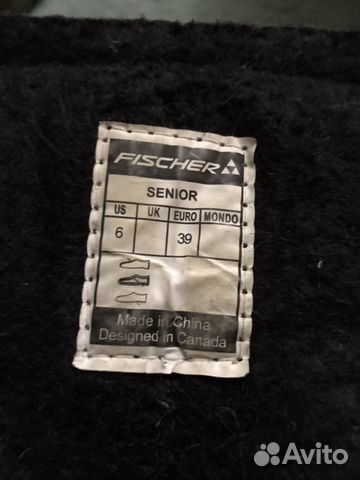 FISCHER
SENIOR
US UK EURO MONDO
6 39
Made in China
Designed in Canada
Avito